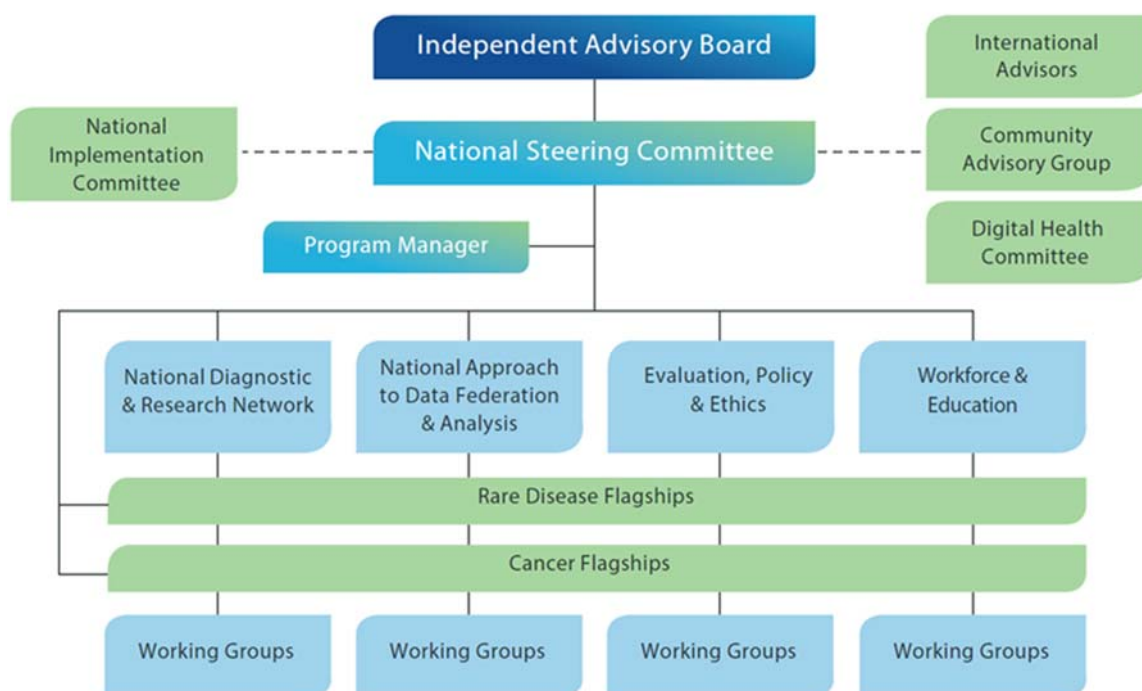 Independent Advisory Board
International
Advisors
National
Implementation
Committee
National Steering Committee
Community
Advisory Group
Program Manager
Digital Health
Committee
National Diagnostic
& Research Network
National Approach
to Data Federation
& Analysis
Evaluation, Policy
& Ethics
Workforce &
Education
Rare Disease Flagships
Cancer Flagships
Working Groups
Working Groups
Working Groups
Working Groups